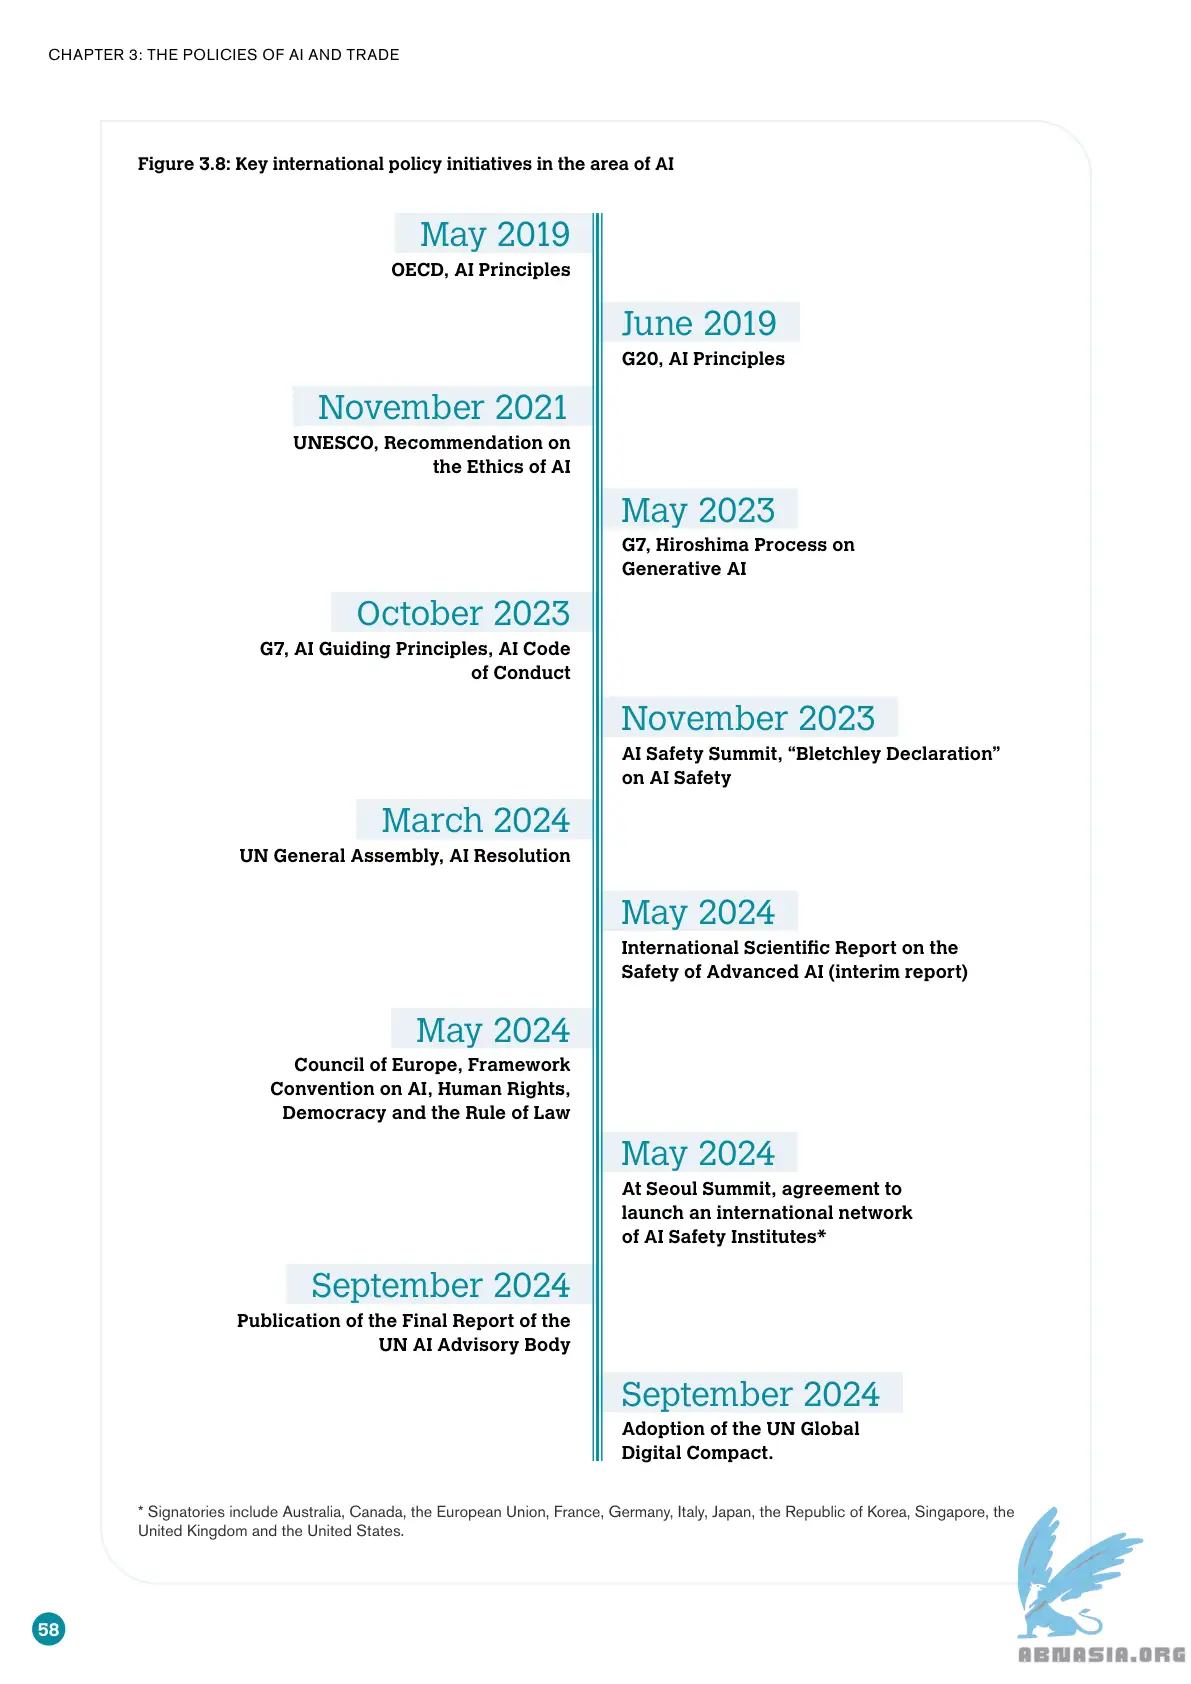 CHAPTER 3: THE POLICIES OF AI AND TRADE
Figure 3.8: Key international policy initiatives in the area of AI
May 2019
OECD, AI Principles
June 2019
G20, AI Principles
November 2021
UNESCO, Recommendation on
the Ethics of AI
May 2023
G7, Hiroshima Process on
Generative AI
October 2023
G7, AI Guiding Principles, AI Code
of Conduct
November 2023
AI Safety Summit, “Bletchley Declaration”
on AI Safety
March 2024
UN General Assembly, AI Resolution
May 2024
International Scientific Report on the
Safety of Advanced AI (interim report)
May 2024
Council of Europe, Framework
Convention on AI, Human Rights,
Democracy and the Rule of Law
May 2024
At Seoul Summit, agreement to
launch an international network
of AI Safety Institutes*
September 2024
Publication of the Final Report of the
UN AI Advisory Body
September 2024
Adoption of the UN Global
Digital Compact.
* Signatories include Australia, Canada, the European Union, France, Germany, Italy, Japan, the Republic of Korea, Singapore, the
United Kingdom and the United States.
58
ABNASIA.ORG